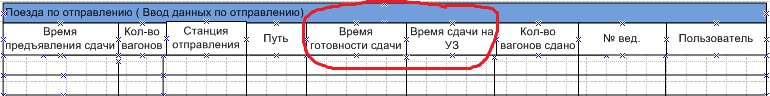 Поезда по отправлению ( Ввод данных по отправлению)
Время предъявления сдачи
Кол-во вагонов
Станция отправления
Путь
Время готовности сдачи
Время сдачи на УЗ
Кол-во вагонов сдано
№ вед.
Пользователь